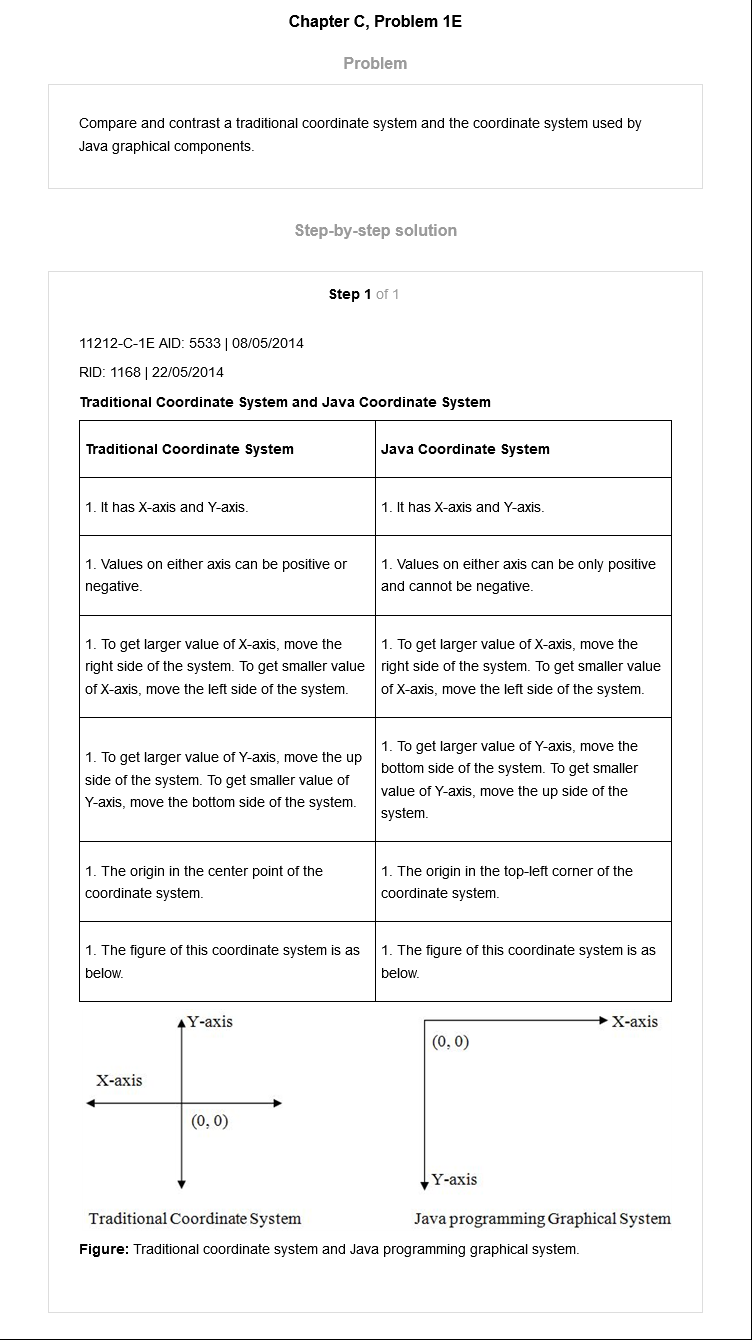 Chapter C, Problem 1E
Problem
Compare and contrast a traditional coordinate system and the coordinate system used by
Java graphical components.
Step-by-step solution
Step 1 of 1
11212-C-1E AID: 5533 | 08/05/2014
RID: 1168 | 22/05/2014
Traditional Coordinate System and Java Coordinate System
Traditional Coordinate System
Java Coordinate System
1. It has X-axis and Y-axis.
1. It has X-axis and Y-axis.
1. Values on either axis can be positive or
negative.
1. Values on either axis can be only positive
and cannot be negative.
1. To get larger value of X-axis, move the
right side of the system. To get smaller value
of X-axis, move the left side of the system.
1. To get larger value of X-axis, move the
right side of the system. To get smaller value
of X-axis, move the left side of the system.
1. To get larger value of Y-axis, move the up
side of the system. To get smaller value of
Y-axis, move the bottom side of the system.
1. To get larger value of Y-axis, move the
bottom side of the system. To get smaller
value of Y-axis, move the up side of the
system.
1. The origin in the center point of the
coordinate system.
1. The origin in the top-left corner of the
coordinate system.
1. The figure of this coordinate system is as
below.
1. The figure of this coordinate system is as
below.
Y-axis
X-axis
(0, 0)
Traditional Coordinate System
X-axis
(0, 0)
Y-axis
Java programming Graphical System
Figure: Traditional coordinate system and Java programming graphical system.